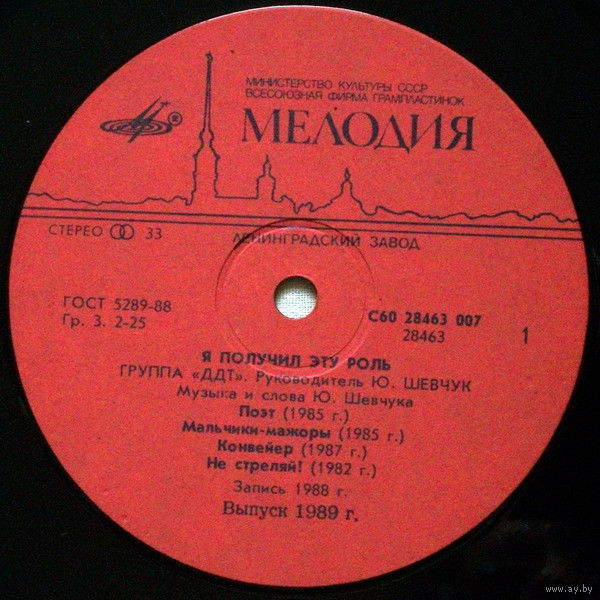 МИНИСТЕРСТВО КУЛЬТУРЫ СССР
ВСЕСОЮЗНАЯ ФИРМА ГРАМПЛАСТИНОК
®
МЕЛОДИЯ
СТЕРЕО 33
ЛЕНИНГРАДСКИЙ ЗАВОД
ГОСТ 5289-88
Гр. 3. 2-25
С60 28463 007
28463
1
Я ПОЛУЧИЛ ЭТУ РОЛЬ
ГРУППА «ДДТ». Руководитель Ю. ШЕВЧУК
Музыка и слова Ю. Шевчука
Поэт (1985 г.)
Мальчики-мажоры (1985 г.)
Конвейер (1987 г.)
Не стреляй! (1982 г.)
Запись 1988 г.
Выпуск 1989 г.
www.ay.by